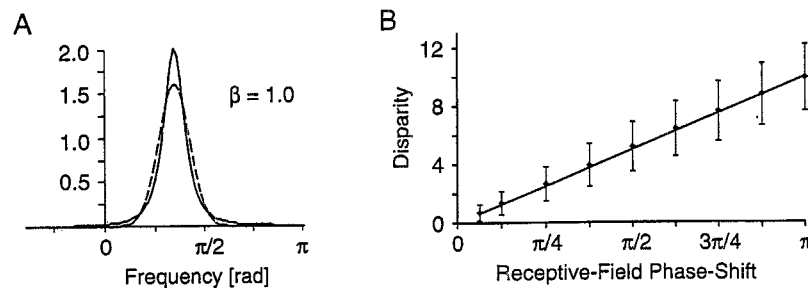 A
2.0
1.5
1.0
0.5
β = 1.0
0
π/2
π
Frequency [rad]
B
12
8
4
0
Disparity
0
π/4
π/2
3π/4
π
Receptive-Field Phase-Shift